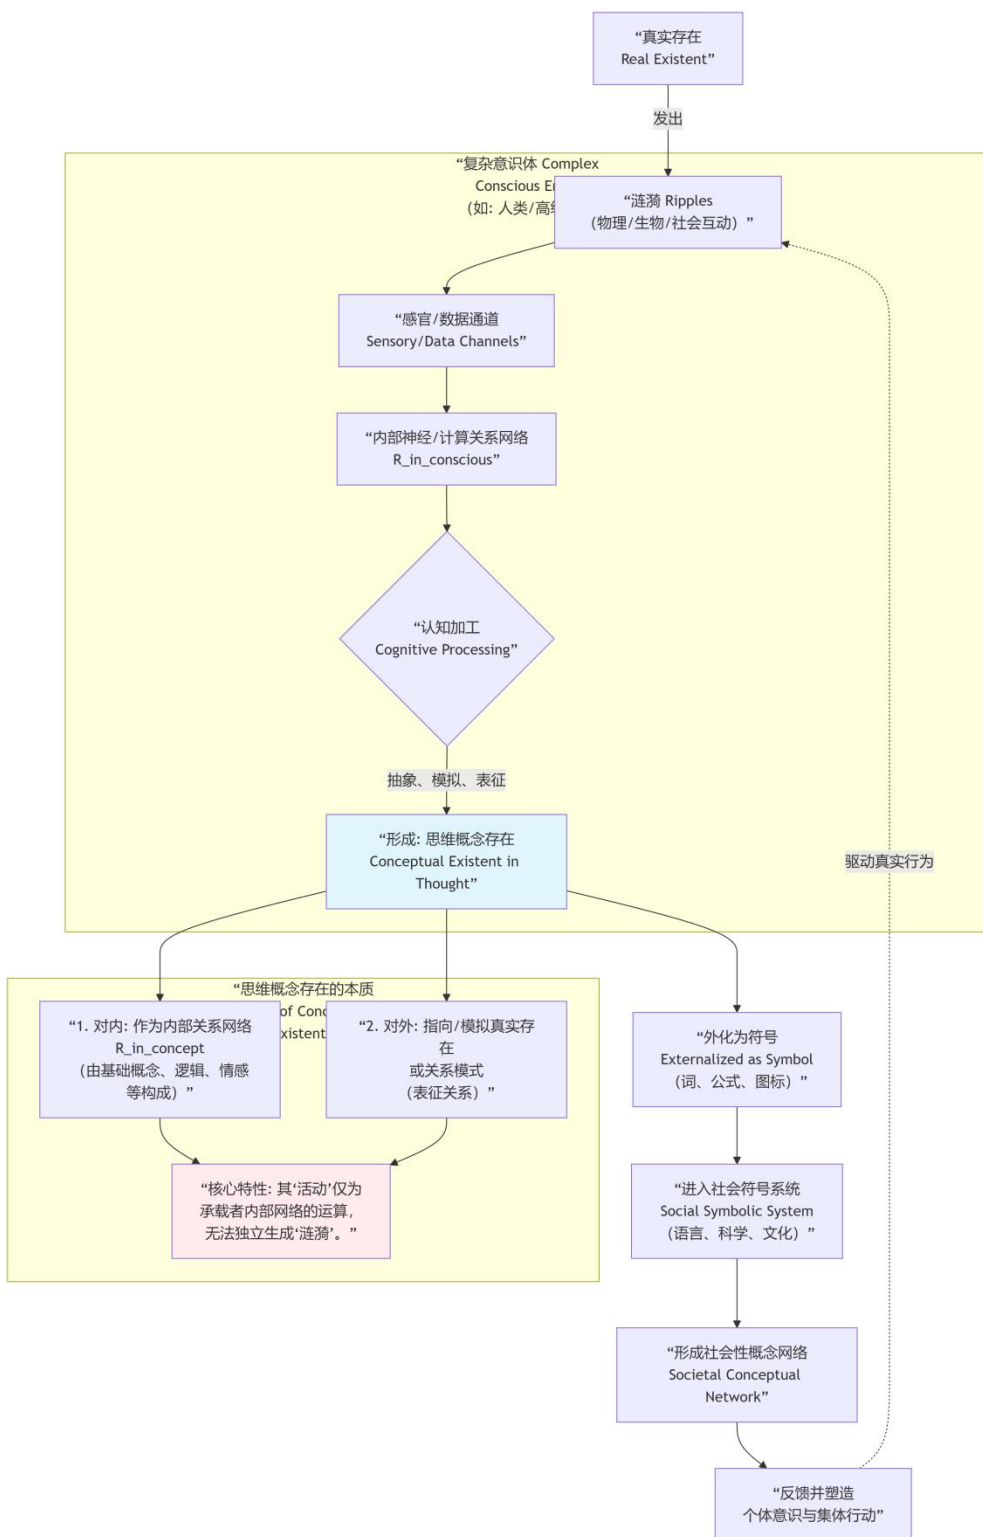 “真实存在
Real Existent”
发出
“复杂意识体 Complex
Conscious
（如: 人类/
“涟漪 Ripples
（物理/生物/社会互动）”
“感官/数据通道
Sensory/Data Channels”
“内部神经/计算关系网络
R_in_conscious”
“认知加工
Cognitive Processing”
抽象、模拟、表征
“形成: 思维概念存在
Conceptual Existent in
Thought”
驱动真实行为
“思维概念存在的本质
of
“1. 对内: 作为内部关系网络
R_in_concept
（由基础概念、逻辑、情感
等构成）”
“2. 对外: 指向/模拟真实存
在
或关系模式
（表征关系）”
“外化为符号
Externalized as Symbol
（词、公式、图标）”
“核心特性: 其‘活动’仅为
承载者内部网络的运算，
无法独立生成‘涟漪’。”
“进入社会符号系统
Social Symbolic System
（语言、科学、文化）”
“形成社会性概念网络
Societal Conceptual
Network”
“反馈并塑造
个体意识与集体行动”